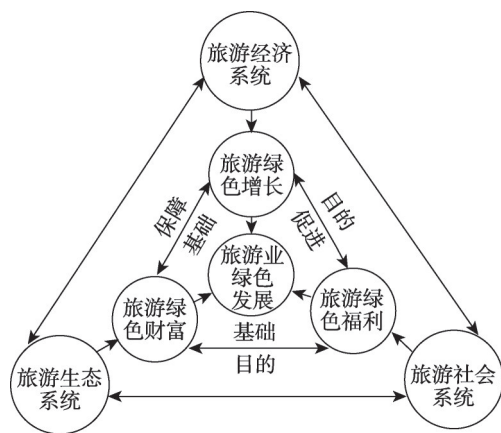 旅游经济
系统
旅游绿
色增长
保障
基础
目的
促进
旅游业
绿色
发展
旅游绿
色财富
旅游绿
色福利
基础
目的
旅游生态
系统
旅游社会
系统